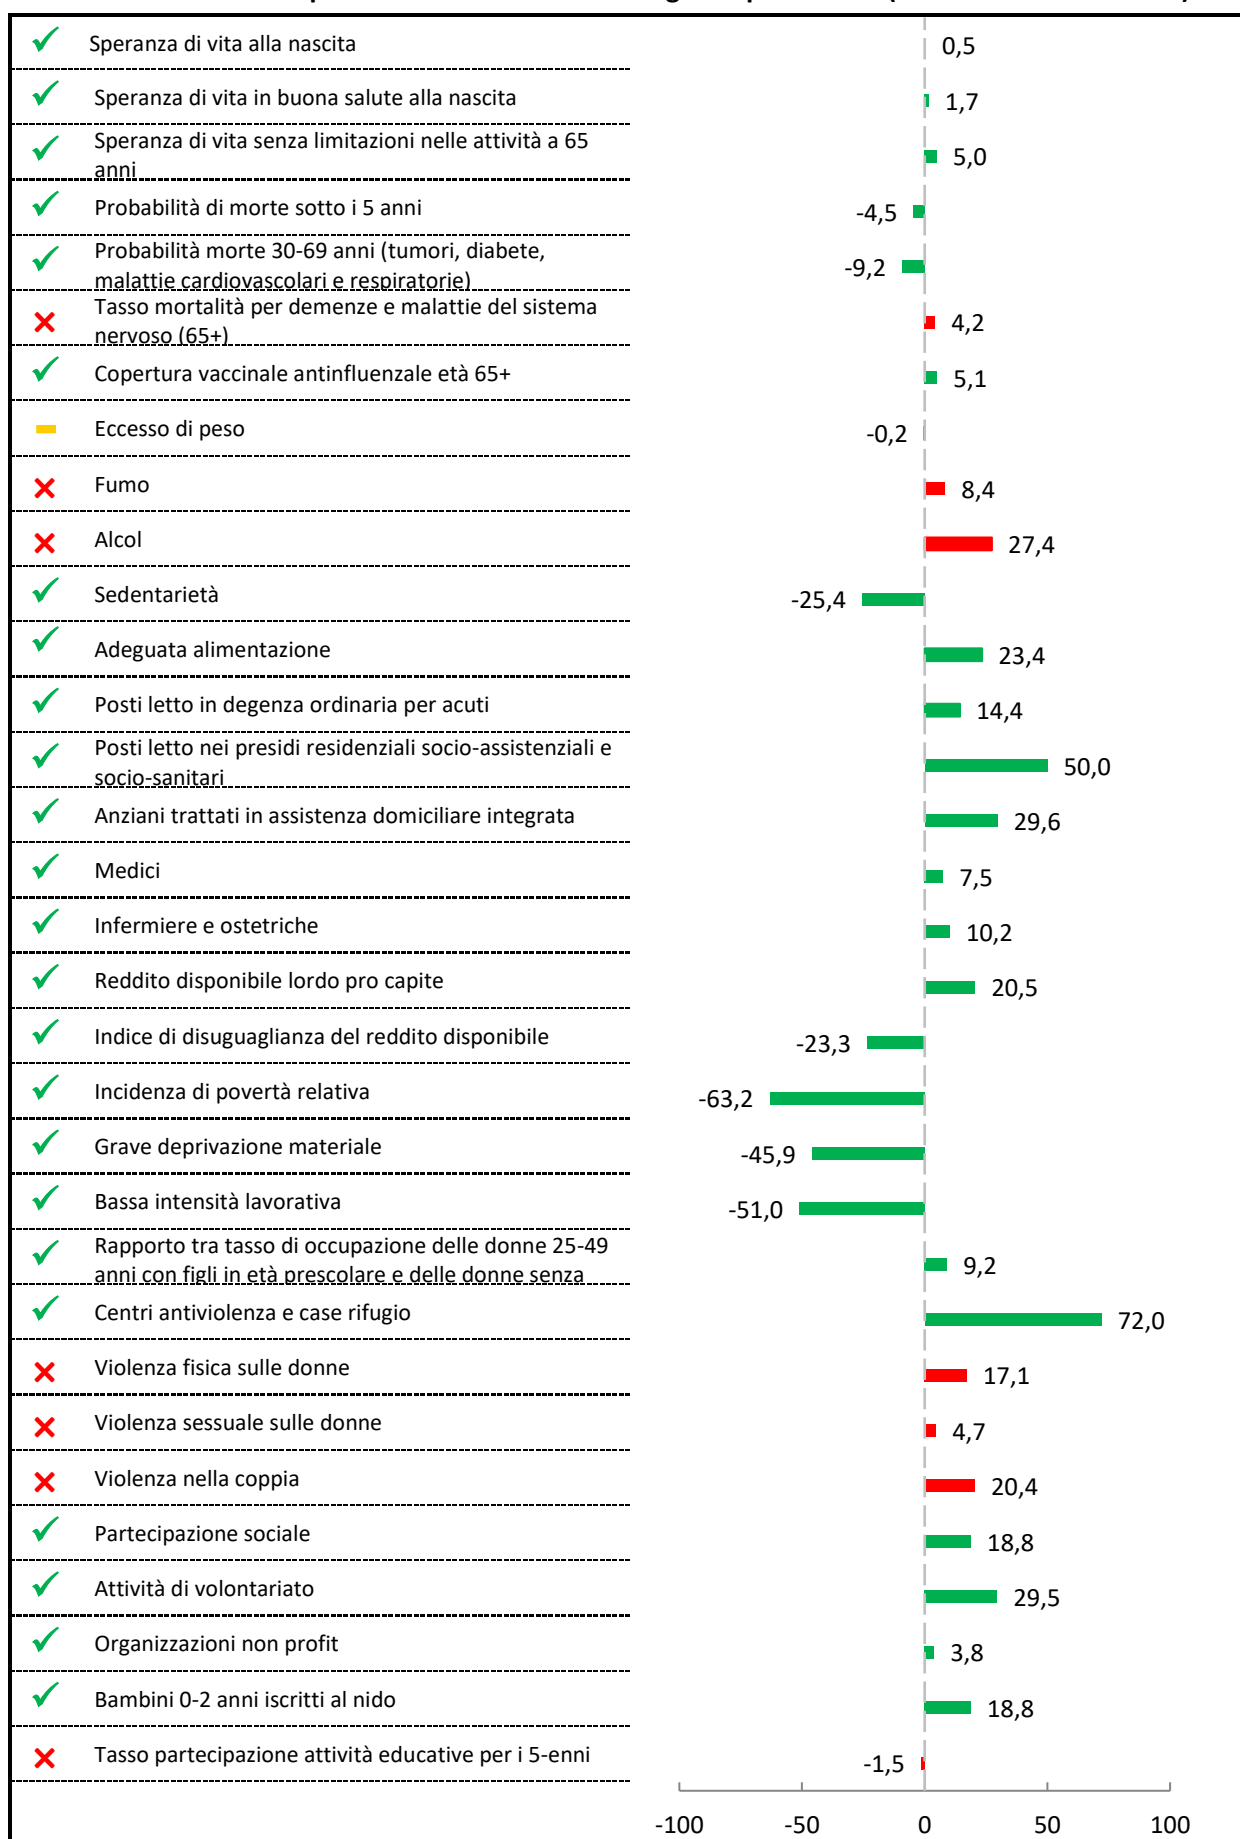 Speranza di vita alla nascita 0,5
Speranza di vita in buona salute alla nascita 1,7
Speranza di vita senza limitazioni nelle attività a 65
anni 5,0
Probabilità di morte sotto i 5 anni -4,5
Probabilità morte 30-69 anni (tumori, diabete,
malattie cardiovascolari e respiratorie) -9,2
Tasso mortalità per demenze e malattie del sistema
nervoso (65+) 4,2
Copertura vaccinale antinfluenzale età 65+ 5,1
Eccesso di peso -0,2
Fumo 8,4
Alcol 27,4
Sedentarietà -25,4
Adeguata alimentazione 23,4
Posti letto in degenza ordinaria per acuti 14,4
Posti letto nei presidi residenziali socio-assistenziali e
socio-sanitari 50,0
Anziani trattati in assistenza domiciliare integrata 29,6
Medici 7,5
Infermiere e ostetriche 10,2
Reddito disponibile lordo pro capite 20,5
Indice di disuguaglianza del reddito disponibile -23,3
Incidenza di povertà relativa -63,2
Grave deprivazione materiale -45,9
Bassa intensità lavorativa -51,0
Rapporto tra tasso di occupazione delle donne 25-49
anni con figli in età prescolare e delle donne senza 9,2
Centri antiviolenza e case rifugio 72,0
Violenza fisica sulle donne 17,1
Violenza sessuale sulle donne 4,7
Violenza nella coppia 20,4
Partecipazione sociale 18,8
Attività di volontariato 29,5
Organizzazioni non profit 3,8
Bambini 0-2 anni iscritti al nido 18,8
Tasso partecipazione attività educative per i 5-enni -1,5
-100 -50 0 50 100